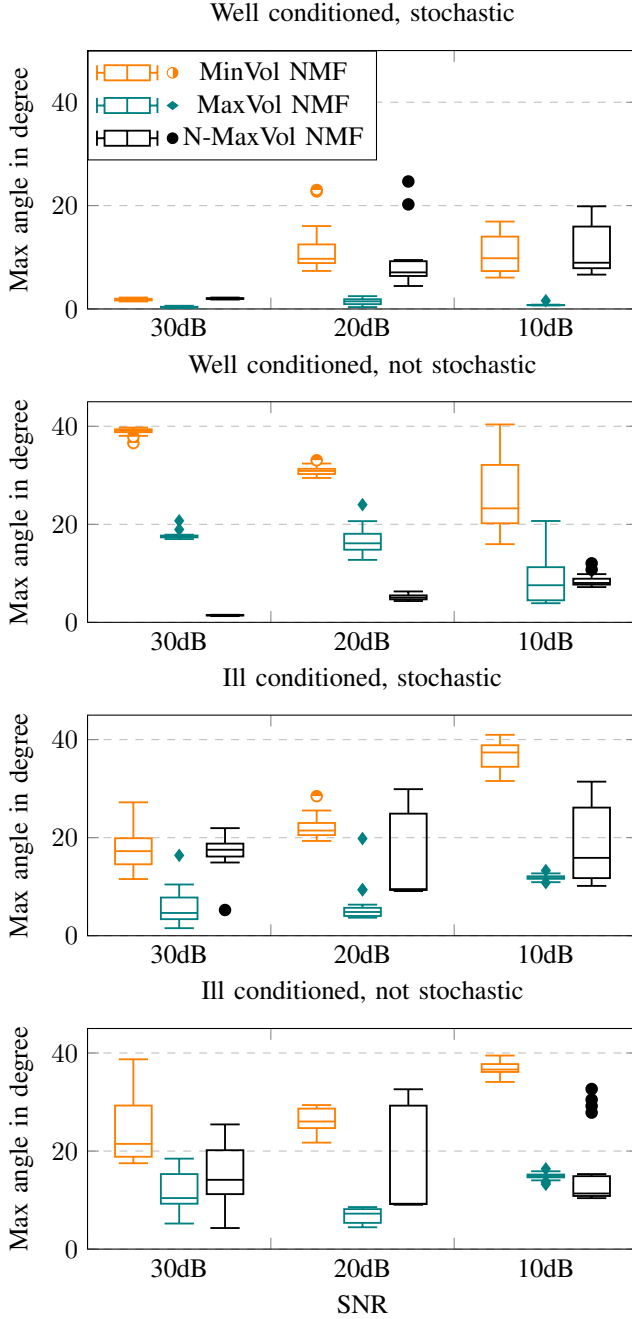 Well conditioned, stochastic
Max angle in degree
40
20
0
MinVol NMF
MaxVol NMF
N-MaxVol NMF
30dB 20dB 10dB
Well conditioned, not stochastic
Max angle in degree
40
20
0
30dB 20dB 10dB
Ill conditioned, stochastic
Max angle in degree
40
20
0
30dB 20dB 10dB
Ill conditioned, not stochastic
Max angle in degree
40
20
0
30dB 20dB 10dB
SNR